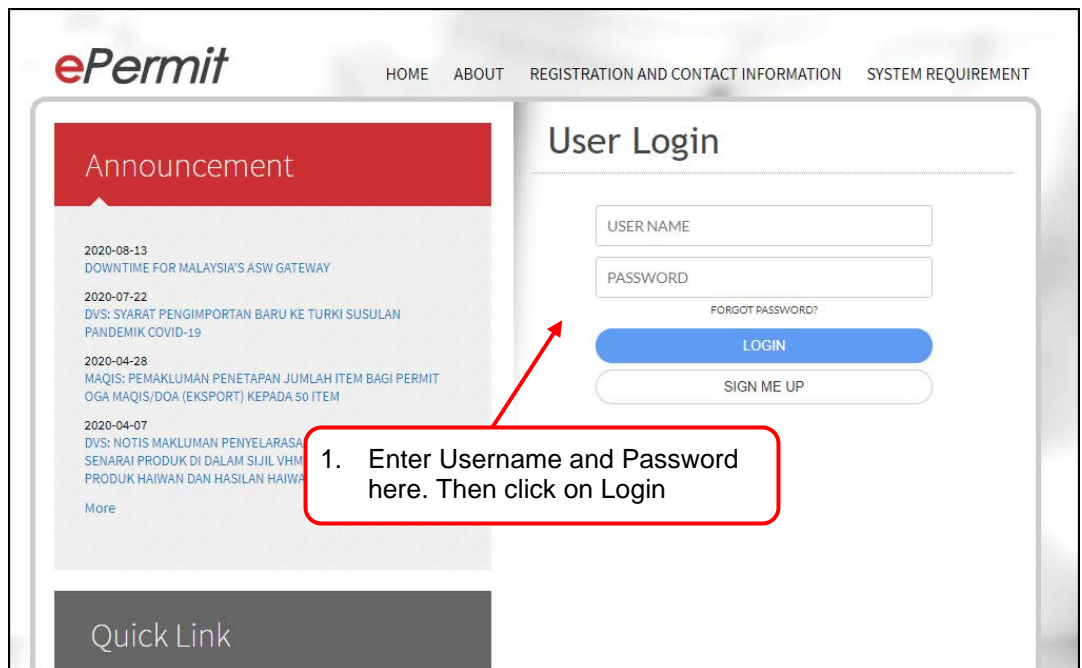 ePermit
HOME ABOUT REGISTRATION AND CONTACT INFORMATION SYSTEM REQUIREMENT
Announcement
2020-08-13
DOWNTIME FOR MALAYSIA'S ASW GATEWAY
2020-07-22
DVS: SYARAT PENGIMPORTAN BARU KE TURKI SUSULAN
PANDEMIK COVID-19
2020-04-28
MAQIS: PEMAKLUMAN PENETAPAN JUMLAH ITEM BAGI PERMIT
OGA MAQIS/DOA (EKSPORT) KEPADA 50 ITEM
2020-04-07
DVS: NOTIS MAKLUMAN
SENARAI PRODUK DI DALAM SIJIL
PRODUK HAIWAN DAN HASILAN
More
Quick Link
User Login
USER NAME
PASSWORD
FORGOT PASSWORD?
LOGIN
SIGN ME UP
1. Enter Username and Password
here. Then click on Login